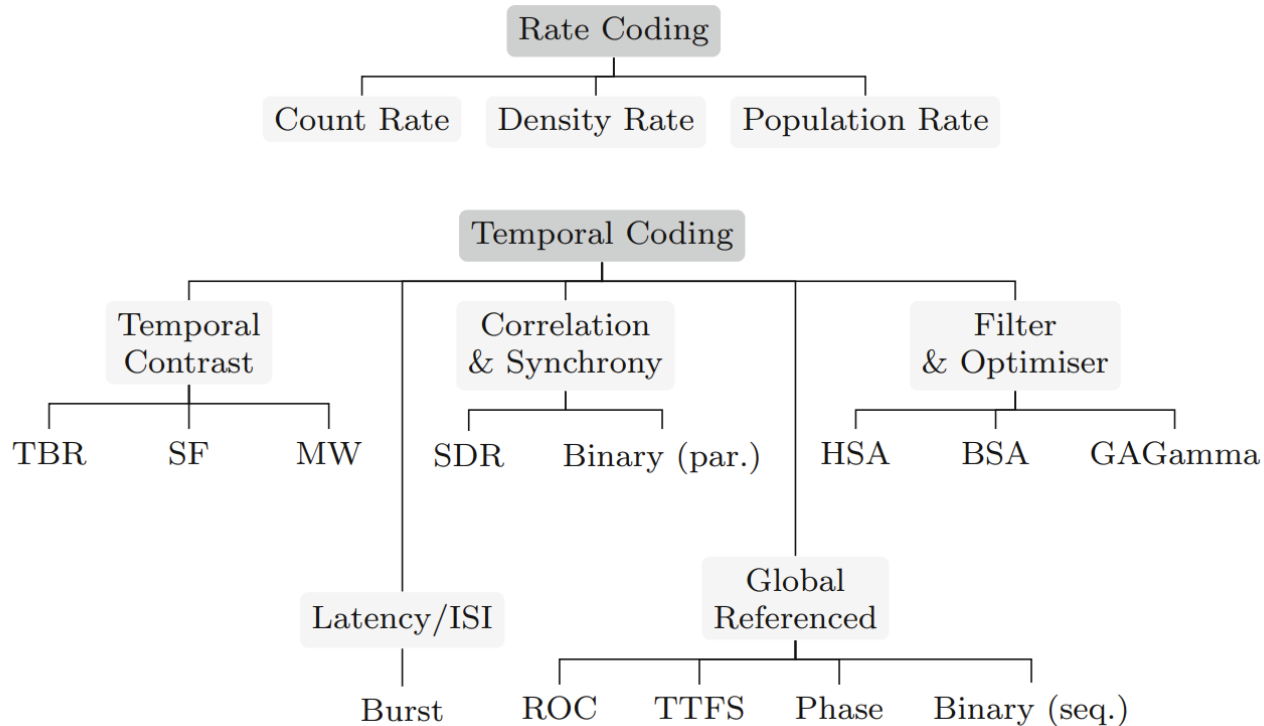 Rate Coding
Count Rate
Density Rate
Population Rate
Temporal Coding
Temporal
Contrast
Correlation
& Synchrony
Filter
& Optimiser
TBR
SF
MW
SDR
Binary (par.)
HSA
BSA
GAGamma
Latency/ISI
Global
Referenced
Burst
ROC
TTFS
Phase
Binary (seq.)